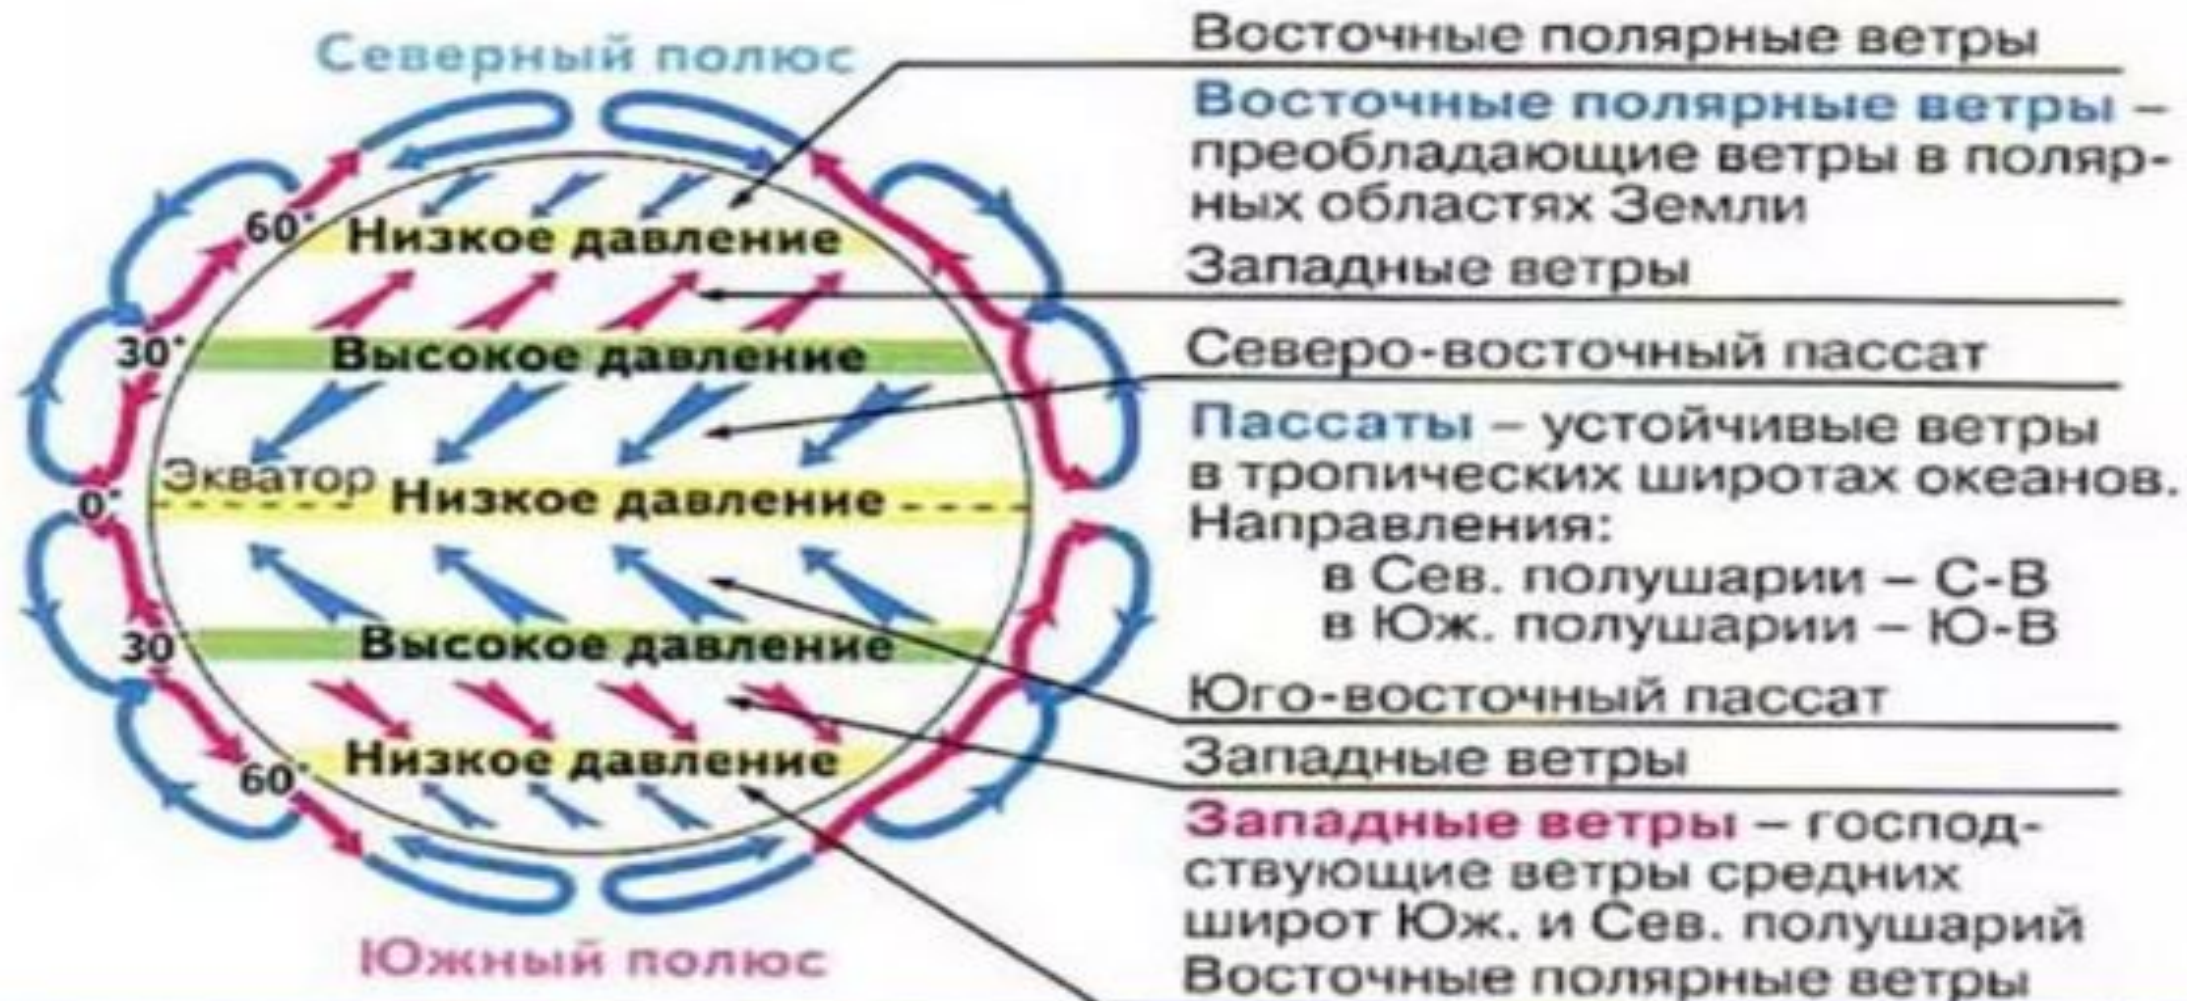 Северный полюс
60°
Низкое давление
30°
Высокое давление
Экватор
0°
Низкое давление
30
Высокое давление
60°
Низкое давление
Южный полюс
Восточные полярные ветры
Восточные полярные ветры –
преобладающие ветры в поляр-
ных областях Земли
Западные ветры
Северо-восточный пассат
Пассаты – устойчивые ветры
в тропических широтах океанов.
Направления:
в Сев. полушарии – С-В
в Юж. полушарии – Ю-В
Юго-восточный пассат
Западные ветры
Западные ветры – господ-
ствующие ветры средних
широт Юж. и Сев. полушарий
Восточные полярные ветры